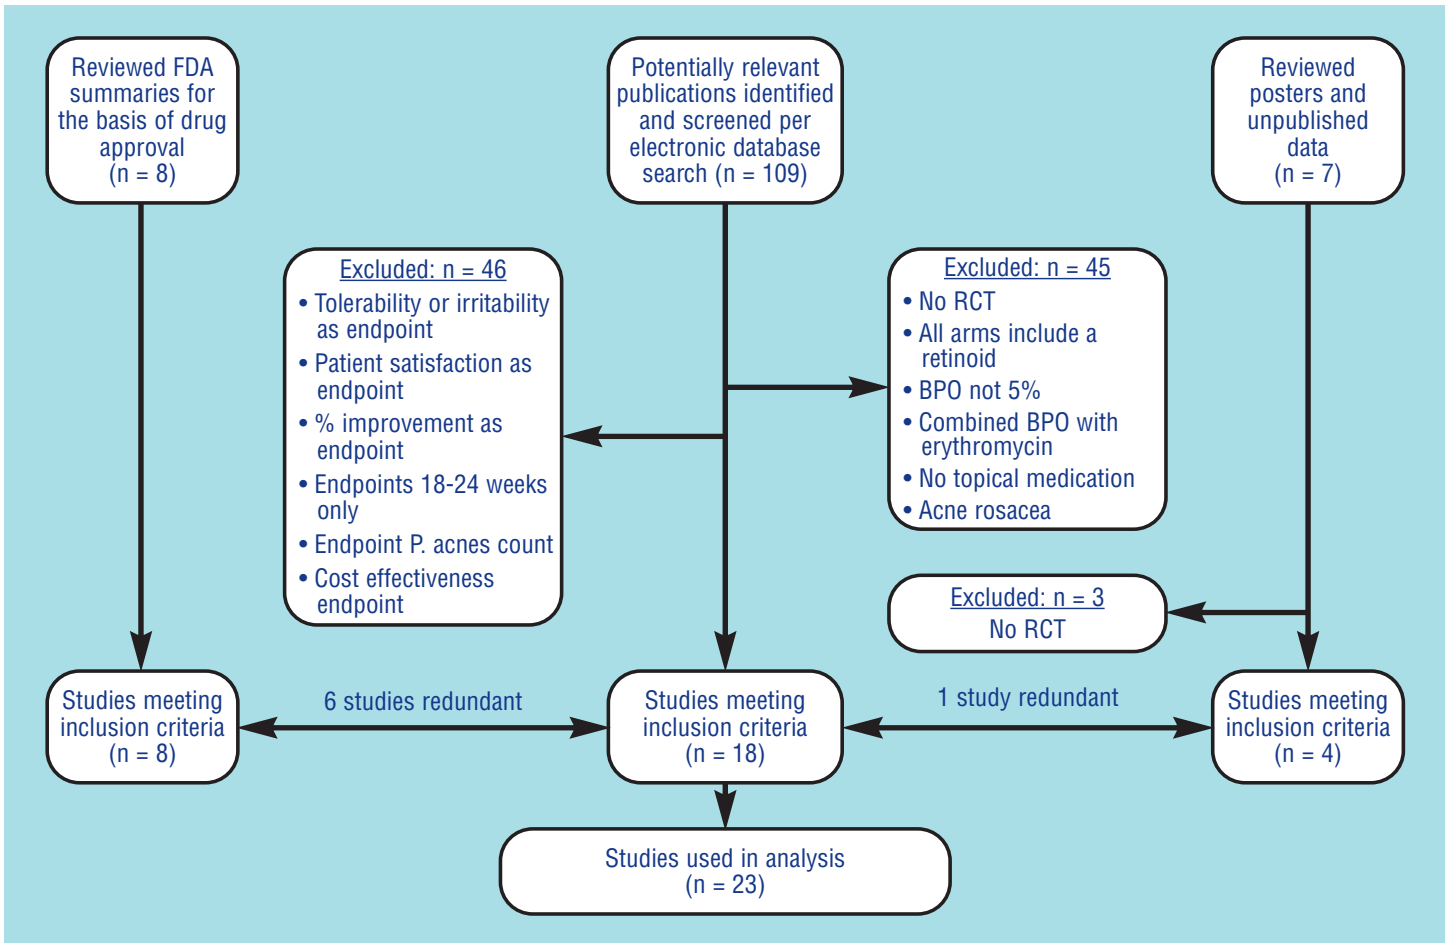 Reviewed FDA
summaries for
the basis of drug
approval
(n = 8)
Potentially relevant
publications identified
and screened per
electronic database
search (n = 109)
Reviewed
posters and
unpublished
data
(n = 7)
Excluded: n = 46
• Tolerability or irritability
as endpoint
• Patient satisfaction as
endpoint
• % improvement as
endpoint
• Endpoints 18-24 weeks
only
• Endpoint P. acnes count
• Cost effectiveness
endpoint
Excluded: n = 45
• No RCT
• All arms include a
retinoid
• BPO not 5%
• Combined BPO with
erythromycin
• No topical medication
• Acne rosacea
Excluded: n = 3
No RCT
Studies meeting
inclusion criteria
(n = 8)
6 studies redundant
Studies meeting
inclusion criteria
(n = 18)
1 study redundant
Studies meeting
inclusion criteria
(n = 4)
Studies used in analysis
(n = 23)